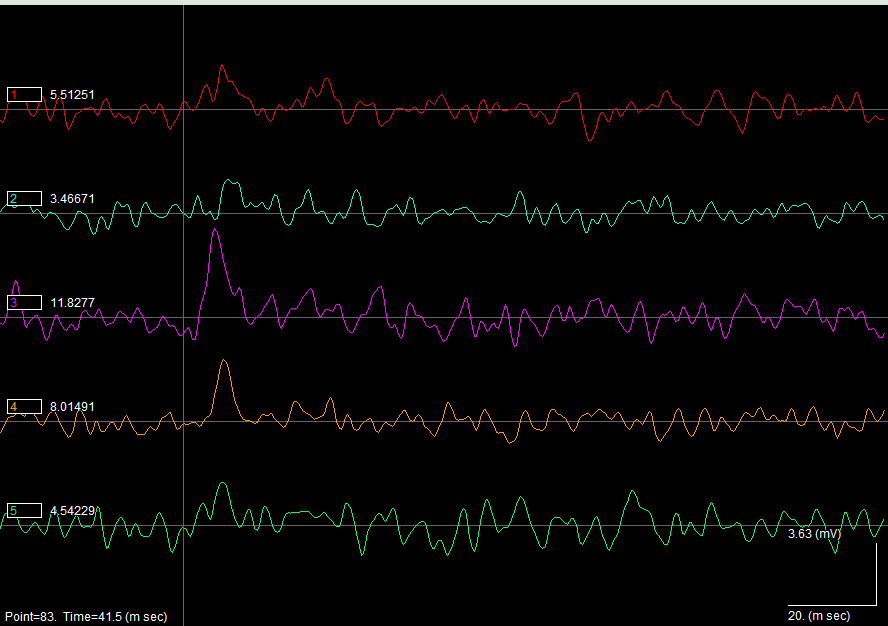 1 5.51251
2 3.46671
3 11.8277
4 8.01491
5 4.54229
3.63 (mV)
Point=83. Time=41.5 (m sec)
20. (m sec)